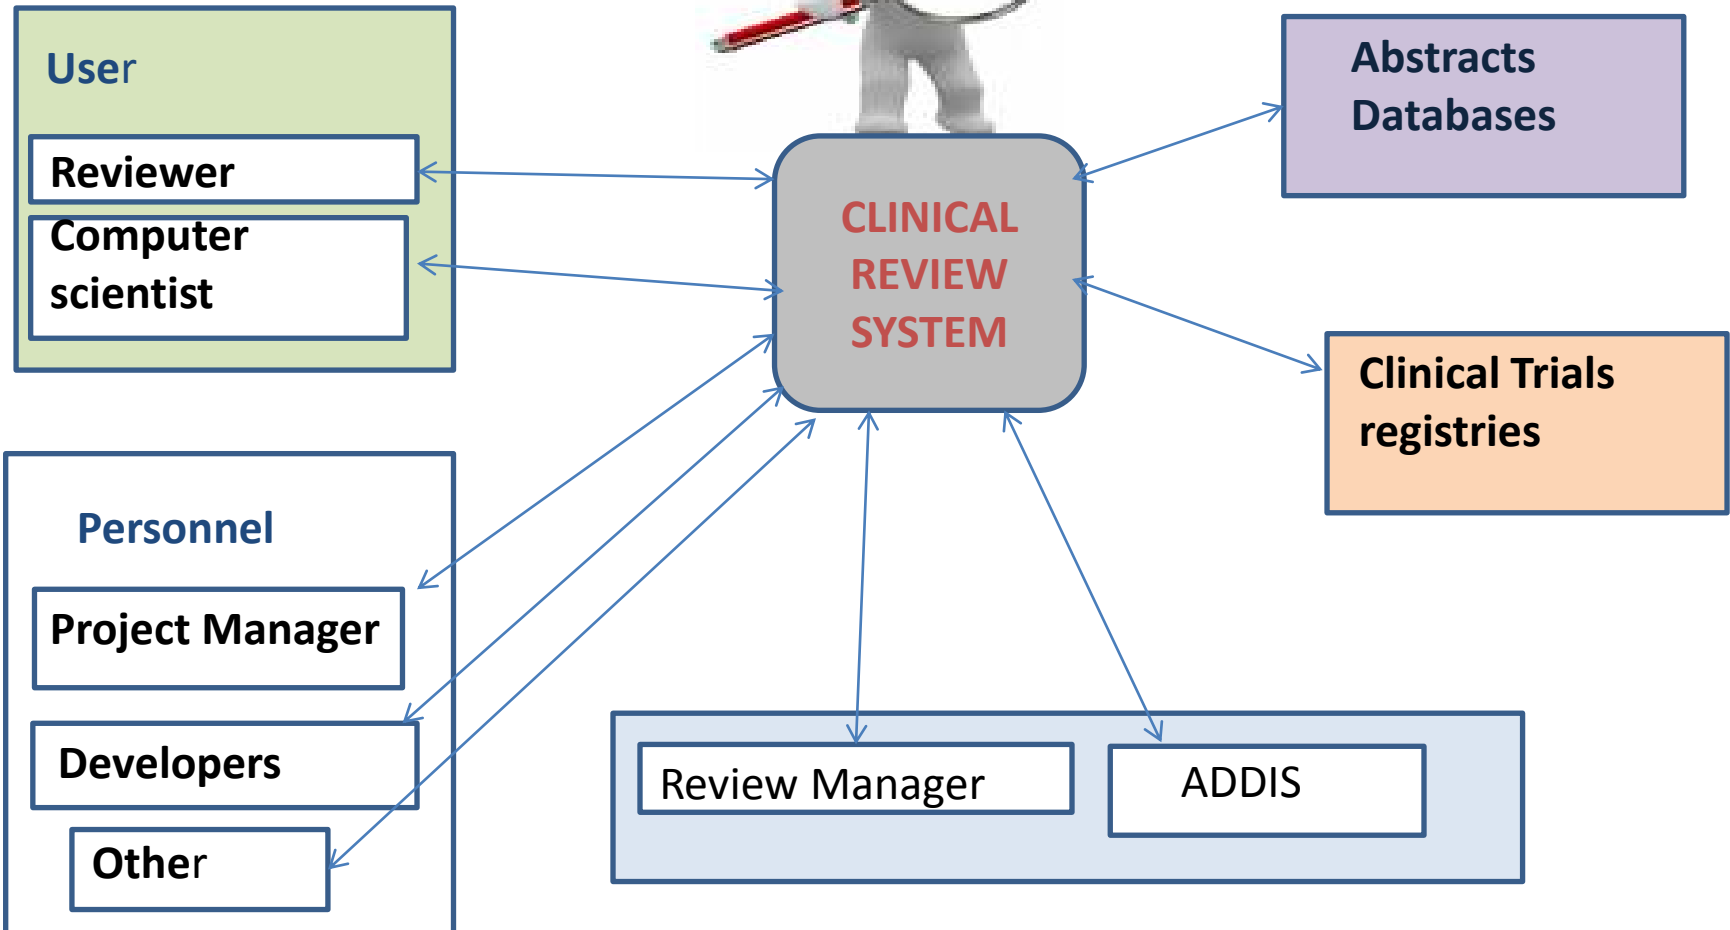 User
Reviewer
Computer
scientist
CLINICAL
REVIEW
SYSTEM
Abstracts
Databases
Clinical Trials
registries
Personnel
Project Manager
Developers
Other
Review Manager
ADDIS